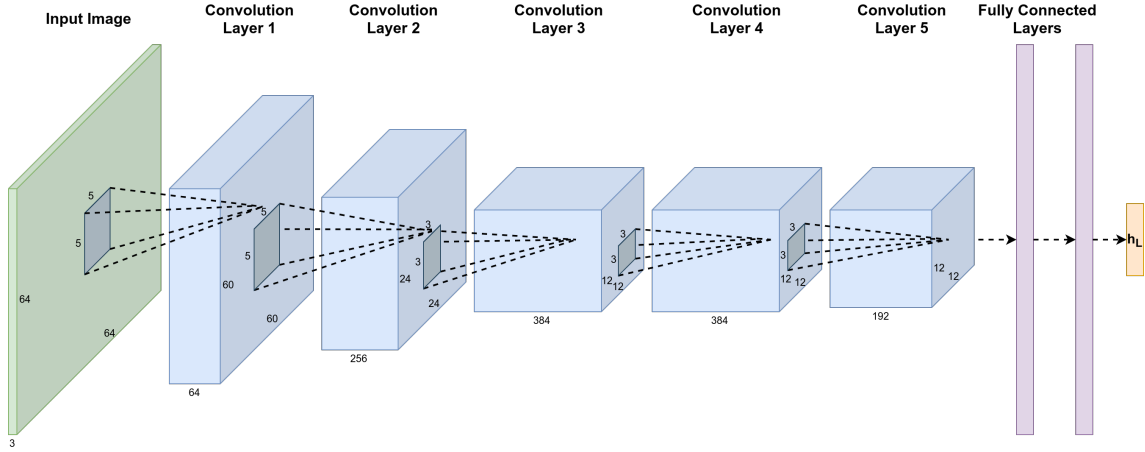 Input Image
Convolution
Layer 1
Convolution
Layer 2
Convolution
Layer 3
Convolution
Layer 4
Convolution
Layer 5
Fully Connected
Layers
5
5
64
64
3
5
5
60
60
64
3
3
24
24
256
3
3
12
12
384
3
3
12
12
384
12
12
192
hL